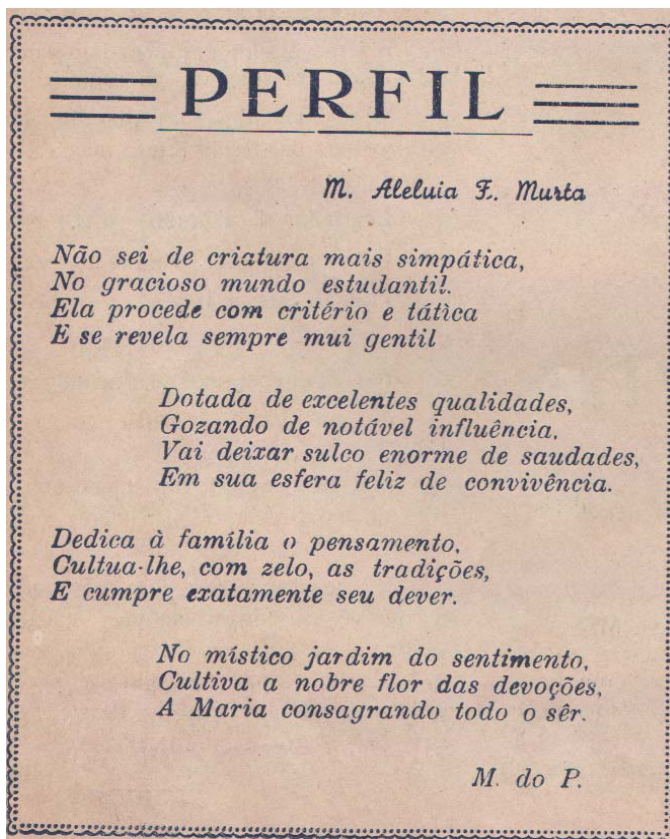 PERFIL
M. Aleluia F. Murta
Não sei de criatura mais simpática,
No gracioso mundo estudantil.
Ela procede com critério e tática
E se revela sempre mui gentil
Dotada de excelentes qualidades,
Gozando de notável influência,
Vai deixar sulco enorme de saudades,
Em sua esfera feliz de convivência.
Dedica à família o pensamento,
Cultua-lhe, com zelo, as tradições,
E cumpre exatamente seu dever.
No místico jardim do sentimento,
Cultiva a nobre flor das devoções,
A Maria consagrando todo o sêr.
M. do P.